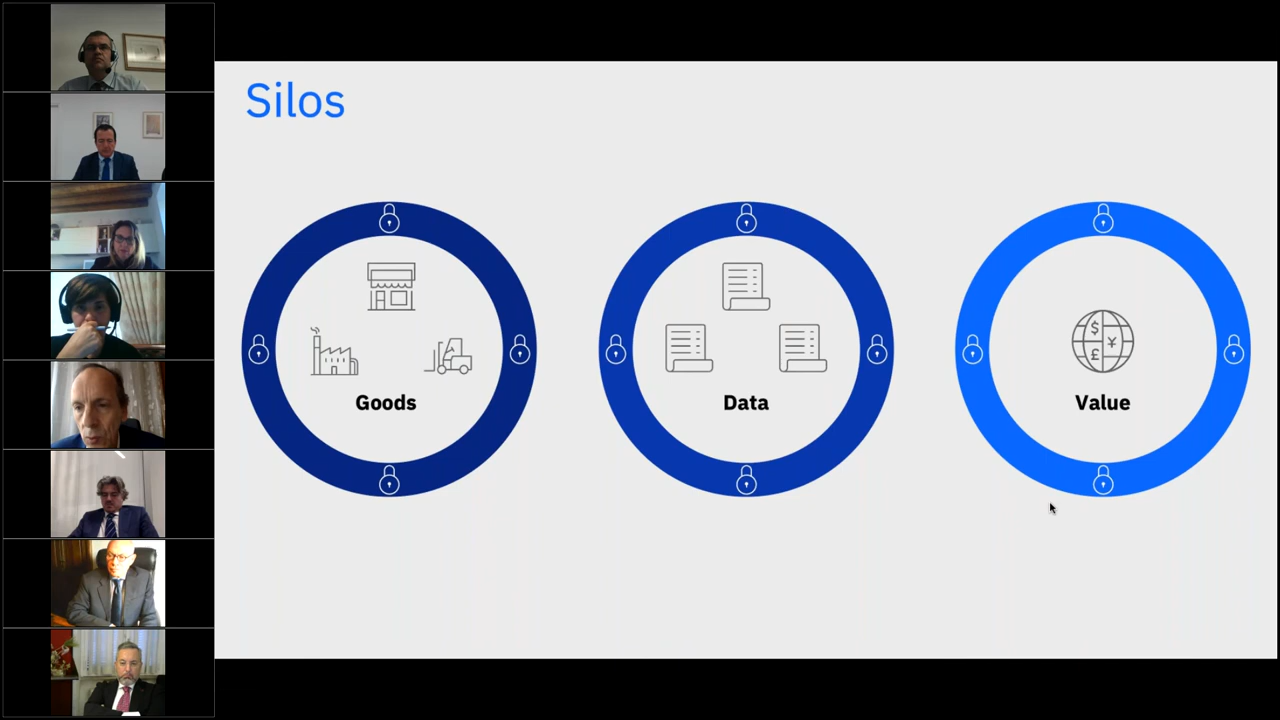 Silos
$
¥
£
Goods
Data
Value